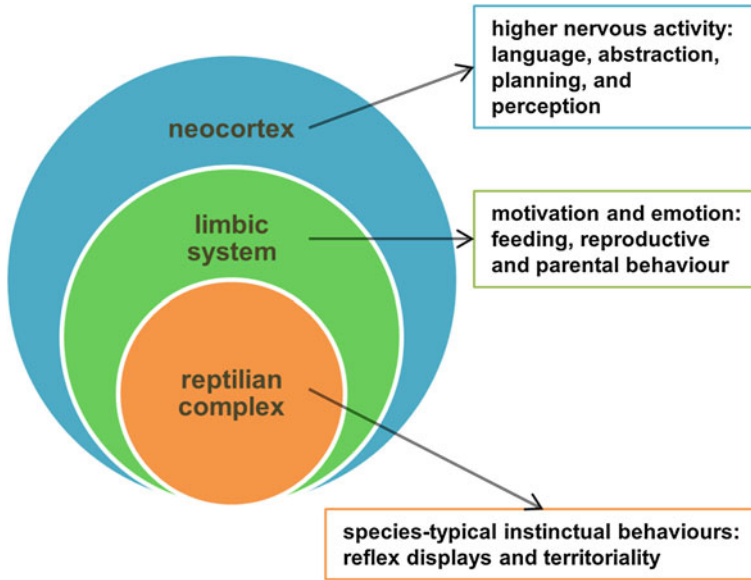 neocortex
higher nervous activity:
language, abstraction,
planning, and
perception
limbic
system
motivation and emotion:
feeding, reproductive
and parental behaviour
reptilian
complex
species-typical instinctual behaviours:
reflex displays and territoriality